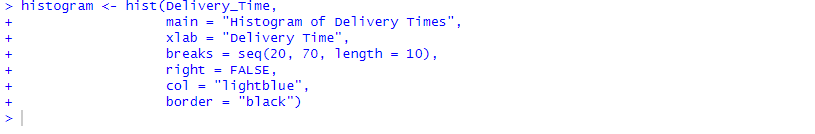 > histogram <- hist(Delivery_Time,
+ main = "Histogram of Delivery Times",
+ xlab = "Delivery Time",
+ breaks = seq(20, 70, length = 10),
+ right = FALSE,
+ col = "lightblue",
+ border = "black")
>